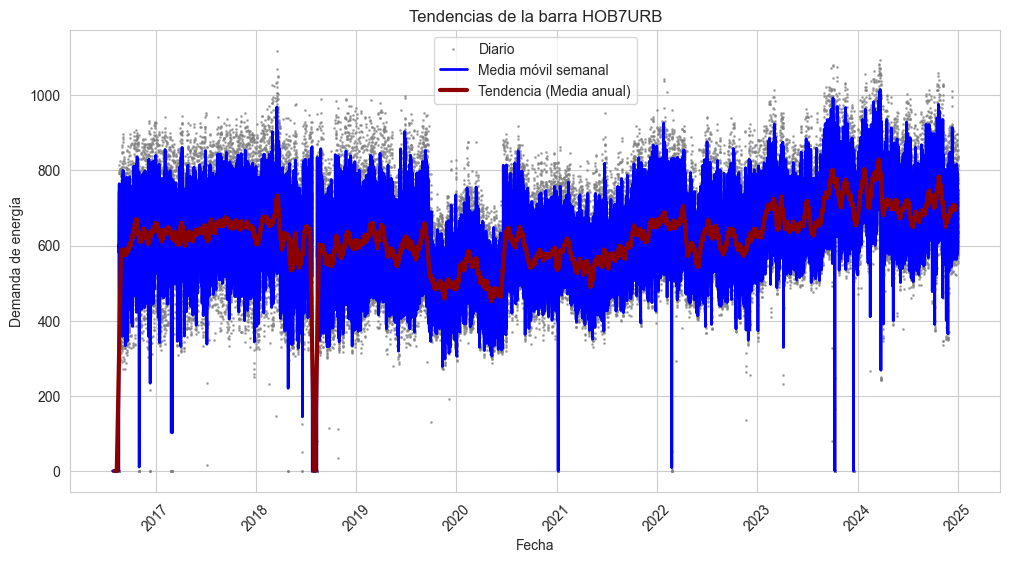 Tendencias de la barra HOB7URB
Diario
Media móvil semanal
Tendencia (Media anual)
Demanda de energía
1000
800
600
400
200
0
2017
2018
2019
2020
2021
2022
2023
2024
2025
Fecha